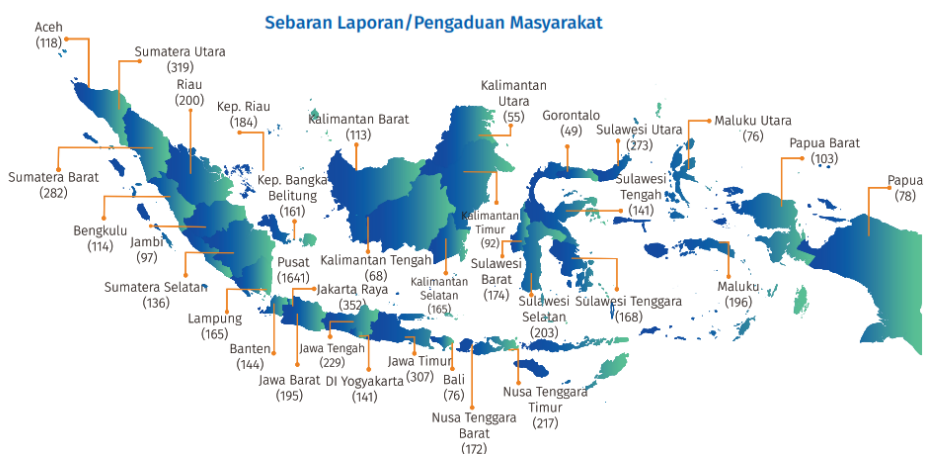 Sebaran Laporan/Pengaduan Masyarakat
Aceh
(118)
Sumatera Utara
(319)
Riau
(200)
Kep. Riau
(184)
Kalimantan Barat
(113)
Kalimantan
Utara
(55)
Gorontalo
(49)
Sulawesi Utara
(273)
Maluku Utara
(76)
Papua Barat
(103)
Papua
(78)
Sumatera Barat
(282)
Kep. Bangka
Belitung
(161)
Sulawesi
Tengah
(141)
Bengkulu
(114)
Jambi
(97)
Pusat
(1641)
Kalimantan Tengah
(68)
Kalimantan
Timur
(92)
Sulawesi
Barat
(174)
Sumatera Selatan
(136)
Jakarta Raya
(352)
Kalimantan
Selatan
(165)
Sulawesi
Selatan
(203)
Sulawesi Tenggara
(168)
Maluku
(196)
Lampung
(165)
Banten
(144)
Jawa Barat
(195)
Jawa Tengah
(229)
DI Yogyakarta
(141)
Jawa Timur
(307)
Bali
(76)
Nusa Tenggara
Barat
(172)
Nusa Tenggara
Timur
(217)